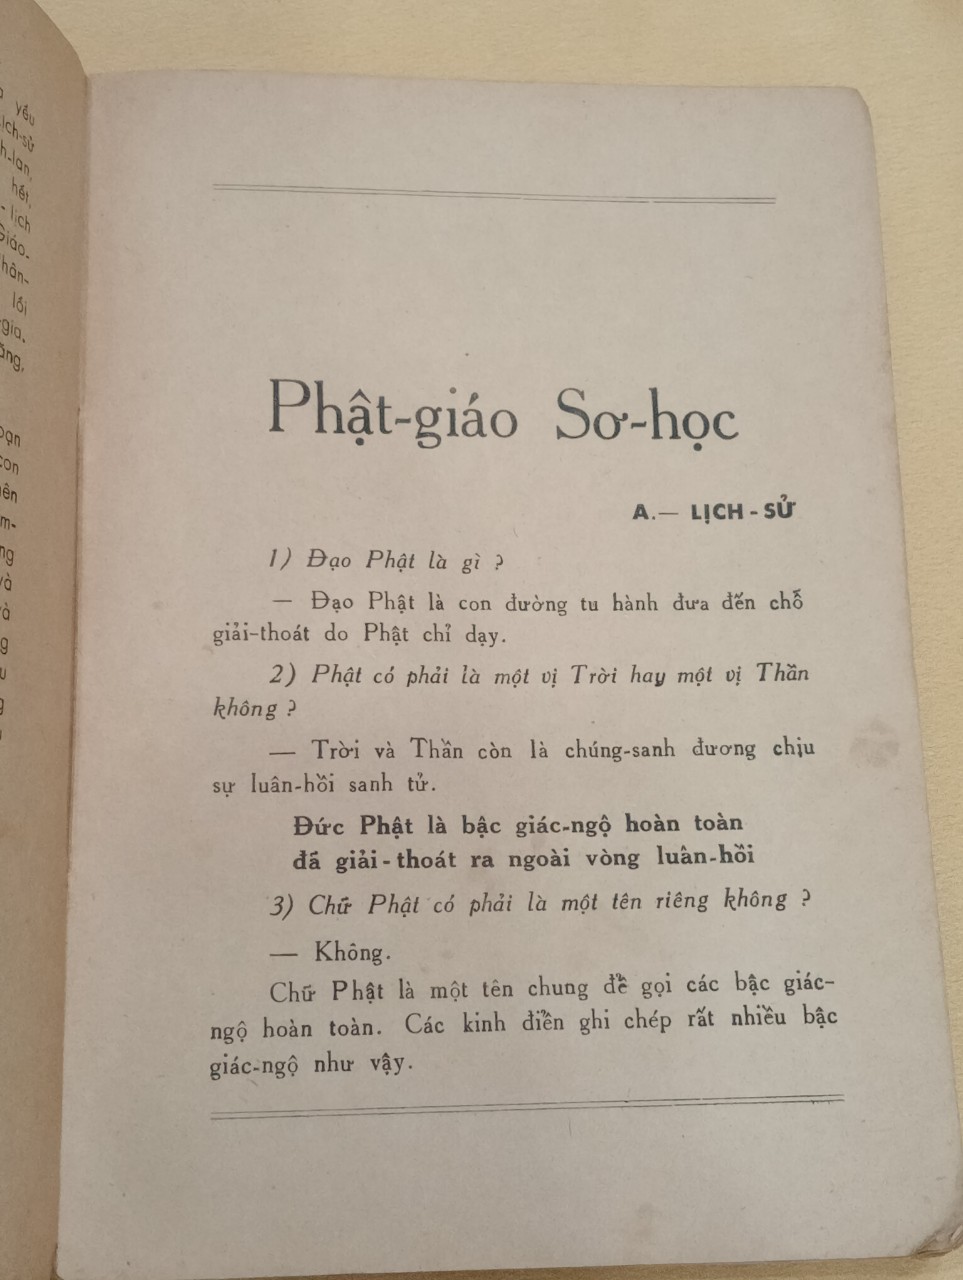 yếu
hết,
lịch
lối
Phật-giáo Sơ-học
A.— LỊCH - SỬ
1) Đạo Phật là gì ?
— Đạo Phật là con đường tu hành đưa đến chỗ
giải-thoát do Phật chỉ dạy.
2) Phật có phải là một vị Trời hay một vị Thần
không ?
— Trời và Thần còn là chúng-sanh đương chịu
sự luân-hồi sanh tử.
Đức Phật là bậc giác-ngộ hoàn toàn
đã giải-thoát ra ngoài vòng luân-hồi
3) Chữ Phật có phải là một tên riêng không ?
— Không.
Chữ Phật là một tên chung để gọi các bậc giác-
ngộ hoàn toàn. Các kinh điển ghi chép rất nhiều bậc
giác-ngộ như vậy.